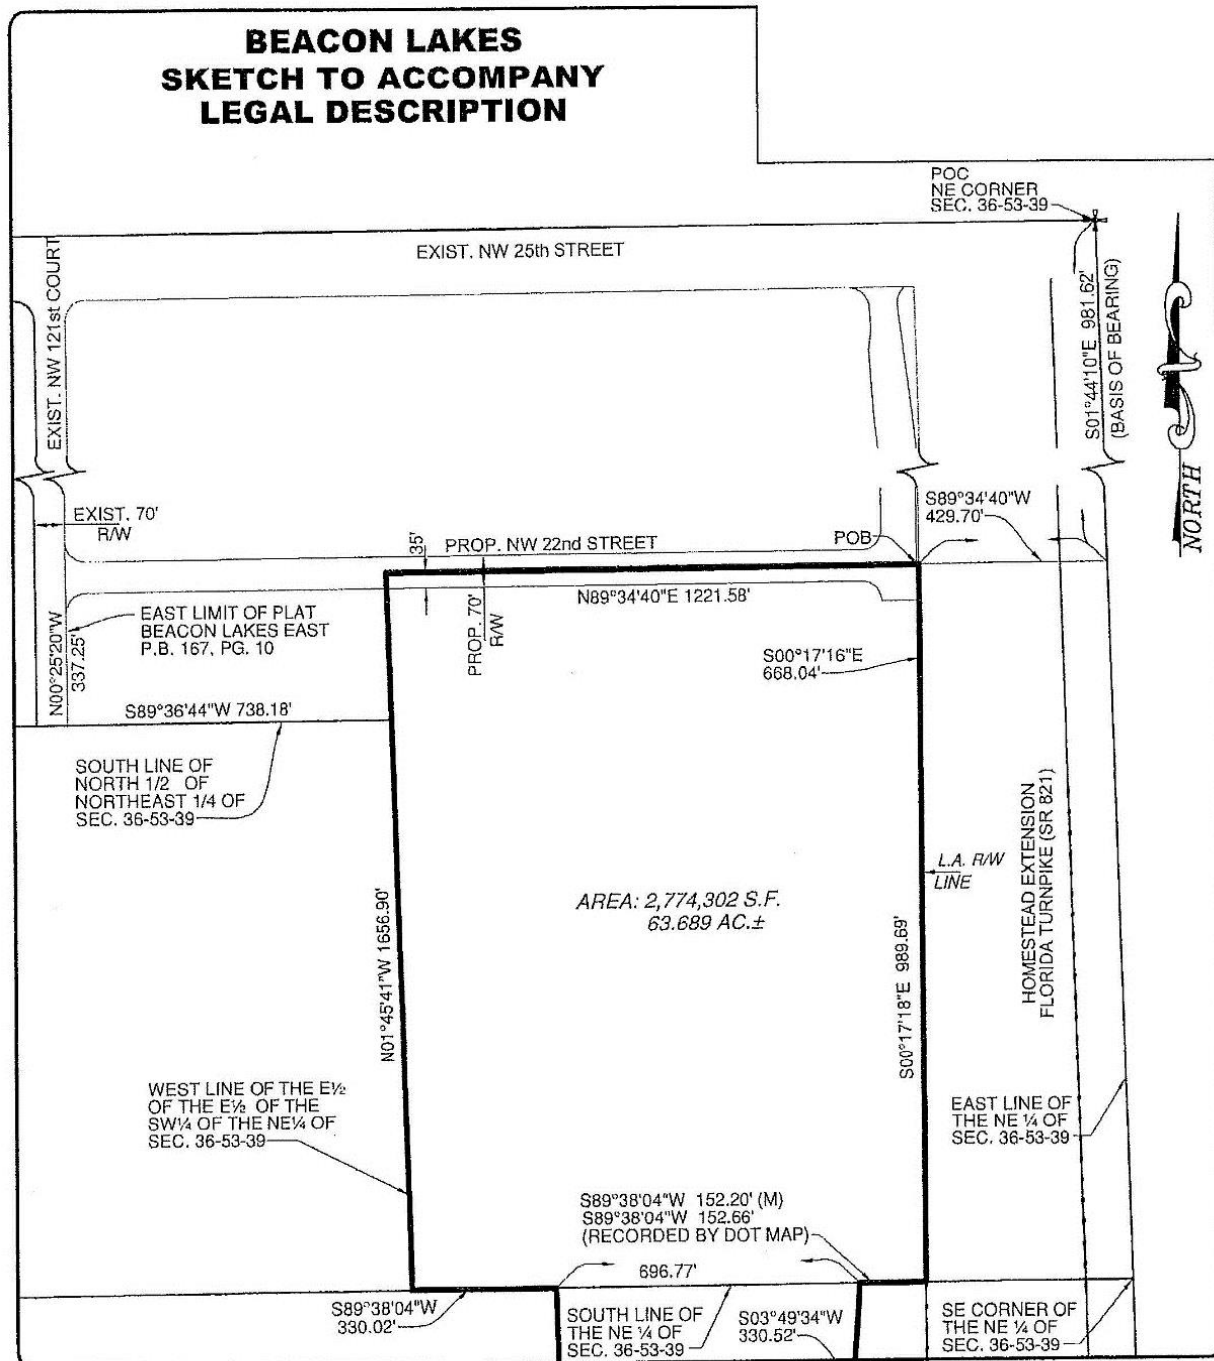 BEACON LAKES
SKETCH TO ACCOMPANY
LEGAL DESCRIPTION
POC
NE CORNER
SEC. 36-53-39
EXIST. NW 25th STREET
EXIST. NW 121st COURT
S01°44'10"E 981.62'
(BASIS OF BEARING)
NORTH
EXIST. 70'
R/W
35'
PROP. NW 22nd STREET
POB
S89°34'40"W
429.70'
N89°34'40"E 1221.58'
PROP. 70'
R/W
EAST LIMIT OF PLAT
BEACON LAKES EAST
P.B. 167, PG. 10
N00°25'20"W
337.25'
S00°17'16"E
668.04'
S89°36'44"W 738.18'
SOUTH LINE OF
NORTH 1/2 OF
NORTHEAST 1/4 OF
SEC. 36-53-39
HOMESTEAD EXTENSION
FLORIDA TURNPIKE (SR 821)
L.A. R/W
LINE
AREA: 2,774,302 S.F.
63.689 AC.±
N01°45'41"W 1656.90'
S00°17'18"E 989.69'
WEST LINE OF THE E½
OF THE E½ OF THE
SW¼ OF THE NE¼ OF
SEC. 36-53-39
EAST LINE OF
THE NE ¼ OF
SEC. 36-53-39
S89°38'04"W 152.20' (M)
S89°38'04"W 152.66'
(RECORDED BY DOT MAP)
696.77'
S89°38'04"W
330.02'
SOUTH LINE OF
THE NE ¼ OF
SEC. 36-53-39
S03°49'34"W
330.52'
SE CORNER OF
THE NE ¼ OF
SEC. 36-53-39